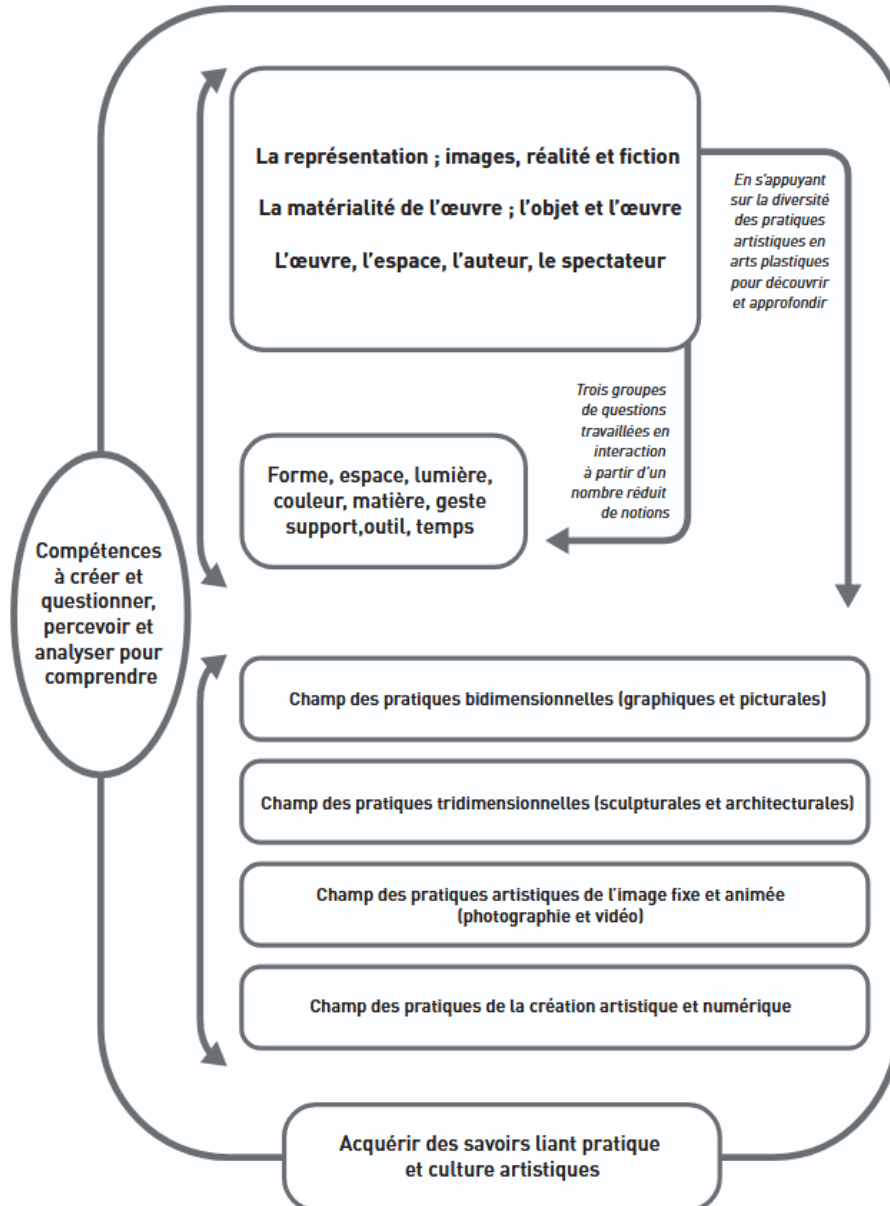 La représentation ; images, réalité et fiction
La matérialité de l'œuvre ; l'objet et l'œuvre
L'œuvre, l'espace, l'auteur, le spectateur
En s'appuyant
sur la diversité
des pratiques
artistiques en
arts plastiques
pour découvrir
et approfondir
Trois groupes
de questions
travaillées en
interaction
à partir d'un
nombre réduit
de notions
Forme, espace, lumière,
couleur, matière, geste
support,outil, temps
Compétences
à créer et
questionner,
percevoir et
analyser pour
comprendre
Champ des pratiques bidimensionnelles (graphiques et picturales)
Champ des pratiques tridimensionnelles (sculpturales et architecturales)
Champ des pratiques artistiques de l'image fixe et animée
(photographie et vidéo)
Champ des pratiques de la création artistique et numérique
Acquérir des savoirs liant pratique
et culture artistiques